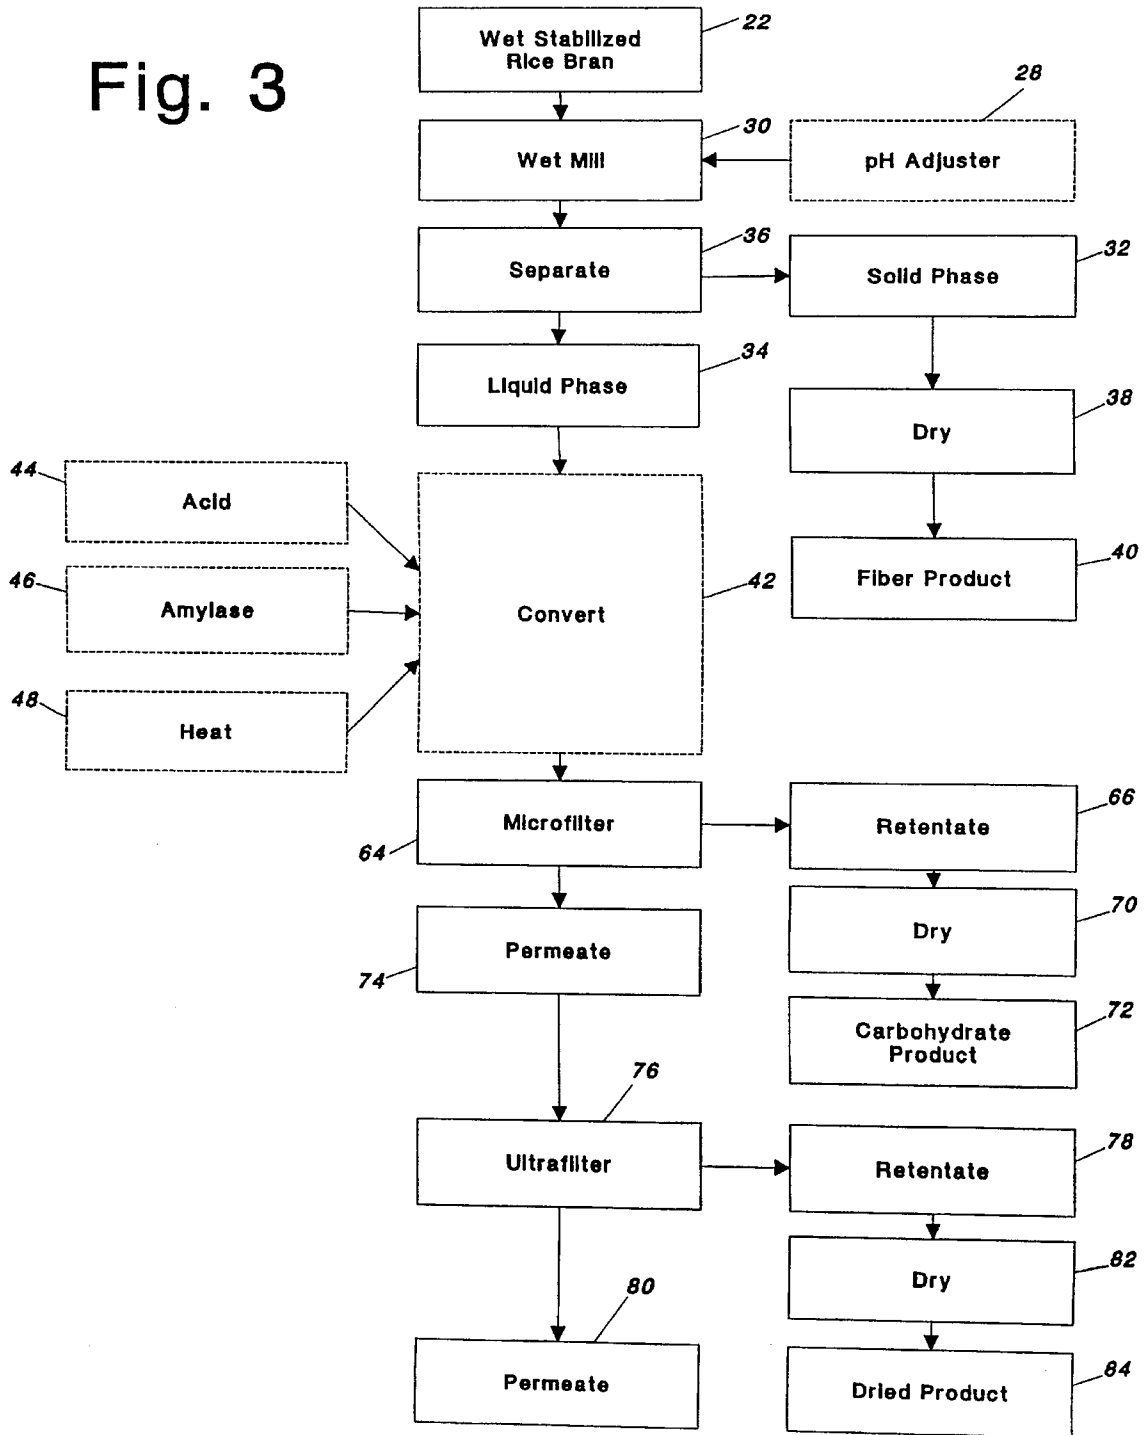 Fig. 3
Wet Stabilized
Rice Bran
22
28
30
Wet Mill
pH Adjuster
36
Separate
32
Solid Phase
34
Liquid Phase
38
Dry
44
Acid
46
Amylase
48
Heat
42
Convert
40
Fiber Product
Microfilter
64
66
Retentate
70
Dry
Permeate
74
72
Carbohydrate
Product
76
Ultrafilter
78
Retentate
82
Dry
80
Permeate
84
Dried Product